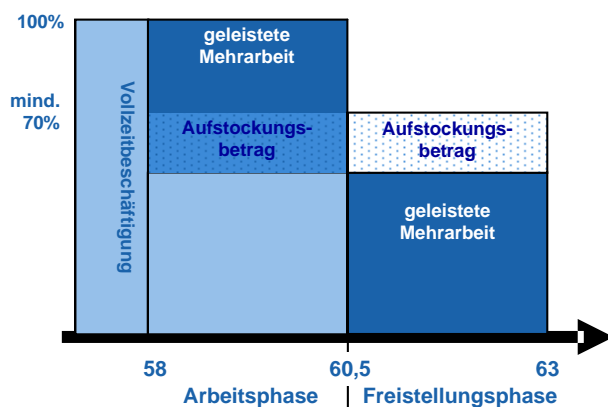 100%
geleistete
Mehrarbeit
mind.
70%
Vollzeitbeschäftigung
Aufstockungs-
betrag
Aufstockungs-
betrag
geleistete
Mehrarbeit
58
60,5
63
Arbeitsphase
Freistellungsphase